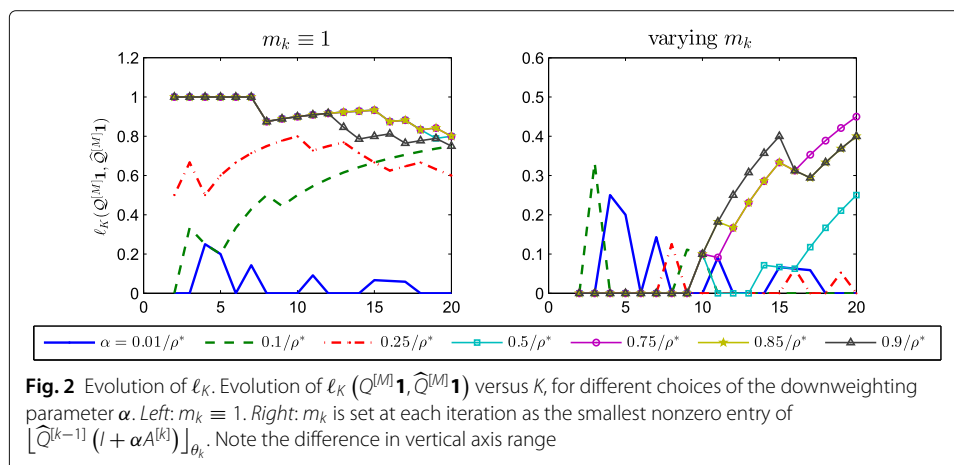 m_k ≡ 1
varying m_k
1.2
1
0.8
0.6
0.4
0.2
0
0 5 10 15 20
ℓ_K(Q^{[M]}1, Q̂^{[M]}1)
0.6
0.5
0.4
0.3
0.2
0.1
0
0 5 10 15 20
α = 0.01/ρ* 0.1/ρ* 0.25/ρ* 0.5/ρ* 0.75/ρ* 0.85/ρ* 0.9/ρ*
Fig. 2 Evolution of ℓ_K. Evolution of ℓ_K (Q^{[M]}1, Q̂^{[M]}1) versus K, for different choices of the downweighting
parameter α. Left: m_k ≡ 1. Right: m_k is set at each iteration as the smallest nonzero entry of
⌊Q̂^{[k−1]} (I + αA^{[k]})⌋_{θ_k}. Note the difference in vertical axis range